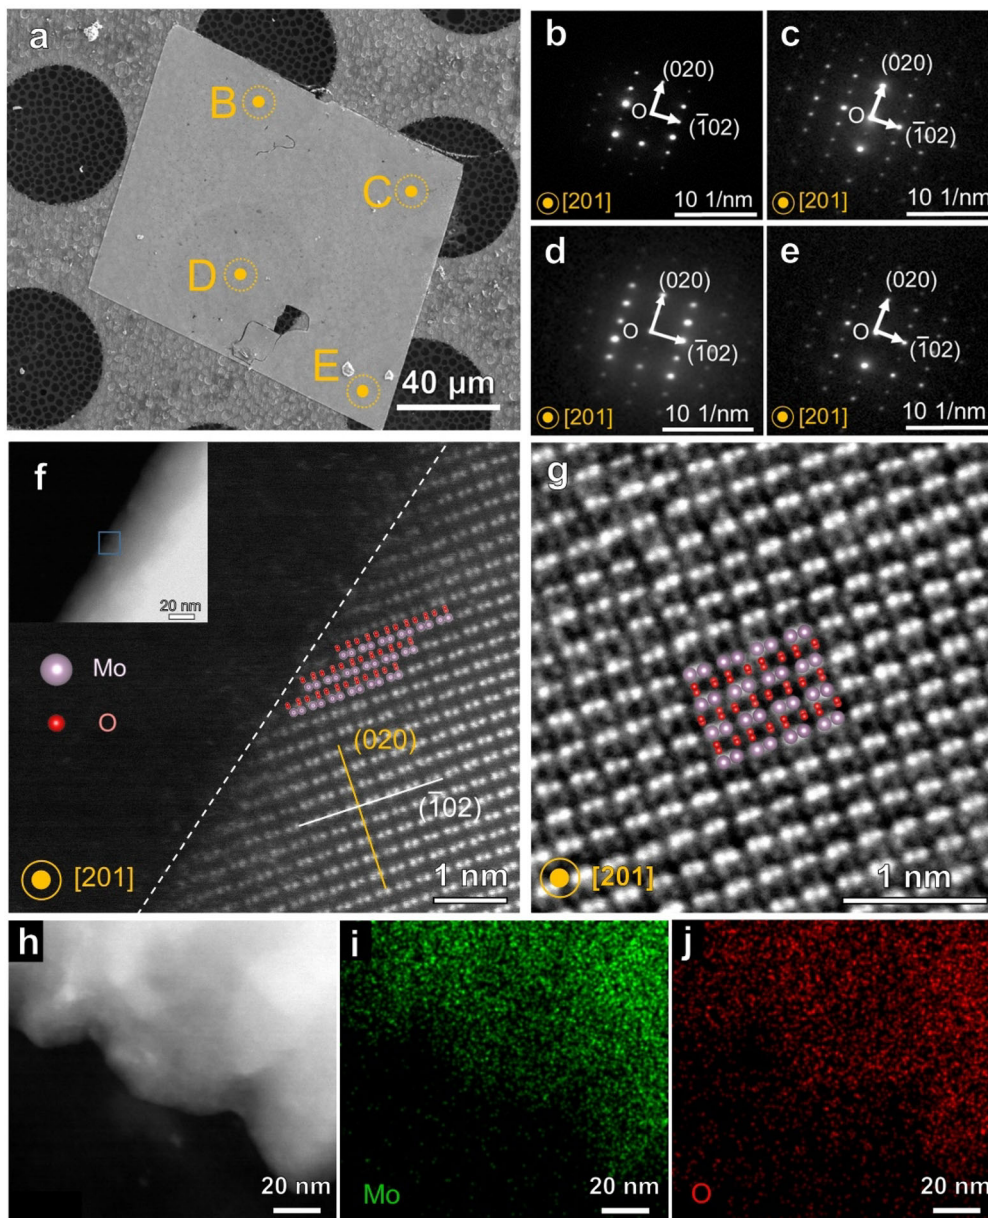 a
B
C
D
E
40 μm
b
(020)
O
(1̄02)
[201]
10 1/nm
c
(020)
O
(1̄02)
[201]
10 1/nm
d
(020)
O
(1̄02)
[201]
10 1/nm
e
(020)
O
(1̄02)
[201]
10 1/nm
f
20 nm
Mo
O
(020)
(1̄02)
[201]
1 nm
g
[201]
1 nm
h
20 nm
i
Mo
20 nm
j
O
20 nm